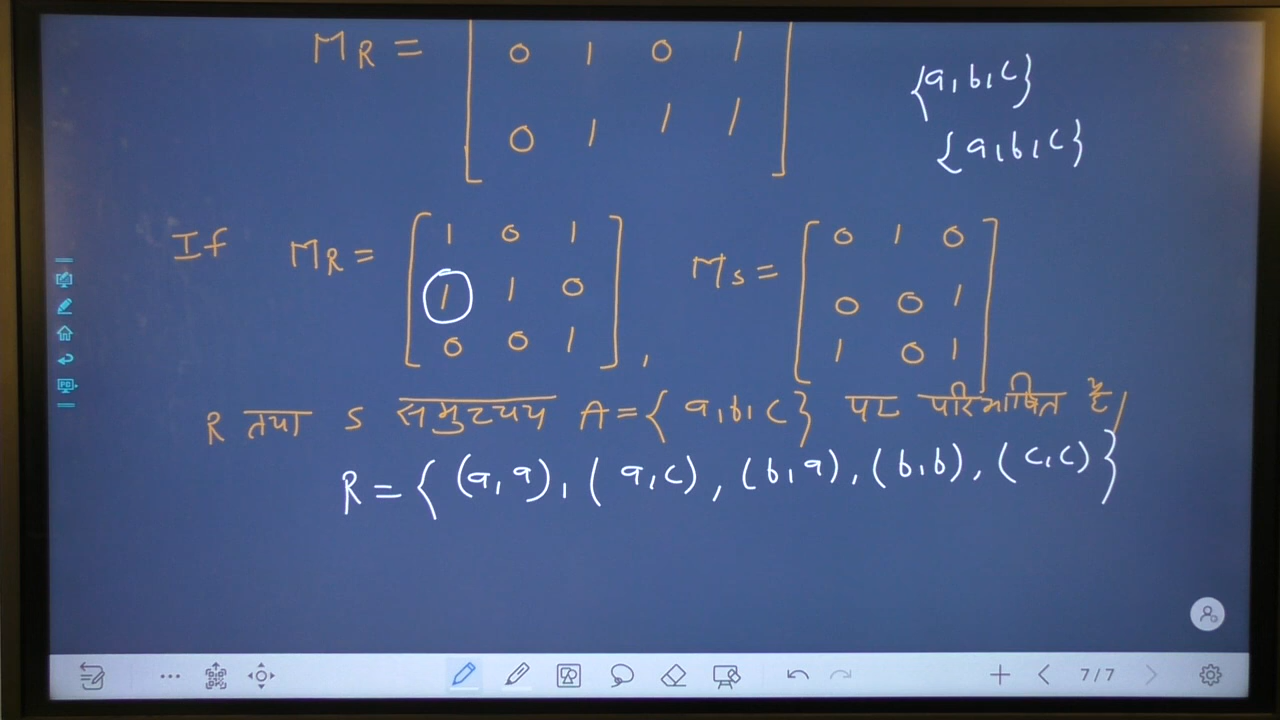 MR = [ 0 1 0 1
0 1 1 1 ]
{a,b,c}
{a,b,c}
If MR = [ 1 0 1
1 1 0
0 0 1 ] ,
Ms = [ 0 1 0
0 0 1
1 0 1 ]
R तथा S समुच्चय A={ a,b,c} पर परिभाषित है/
R = { (a,a), (a,c), (b,a), (b,b), (c,c)}
7/7